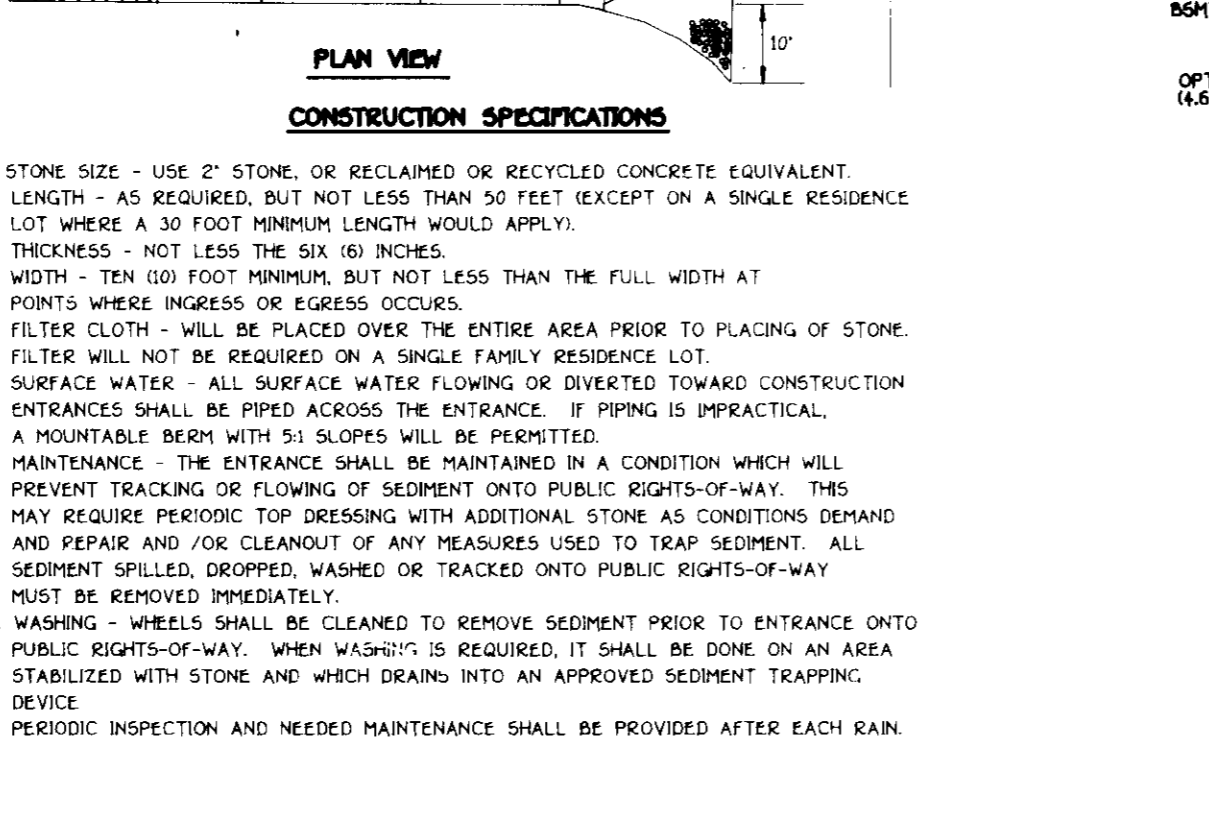 BSM
10'
PLAN VIEW
OPT
(4.6
CONSTRUCTION SPECIFICATIONS
STONE SIZE - USE 2" STONE, OR RECLAIMED OR RECYCLED CONCRETE EQUIVALENT.
LENGTH - AS REQUIRED, BUT NOT LESS THAN 50 FEET (EXCEPT ON A SINGLE RESIDENCE
LOT WHERE A 30 FOOT MINIMUM LENGTH WOULD APPLY).
THICKNESS - NOT LESS THE SIX (6) INCHES.
WIDTH - TEN (10) FOOT MINIMUM, BUT NOT LESS THAN THE FULL WIDTH AT
POINTS WHERE INGRESS OR EGRESS OCCURS.
FILTER CLOTH - WILL BE PLACED OVER THE ENTIRE AREA PRIOR TO PLACING OF STONE.
FILTER WILL NOT BE REQUIRED ON A SINGLE FAMILY RESIDENCE LOT.
SURFACE WATER - ALL SURFACE WATER FLOWING OR DIVERTED TOWARD CONSTRUCTION
ENTRANCES SHALL BE PIPED ACROSS THE ENTRANCE. IF PIPING IS IMPRACTICAL,
A MOUNTABLE BERM WITH 5:1 SLOPES WILL BE PERMITTED.
MAINTENANCE - THE ENTRANCE SHALL BE MAINTAINED IN A CONDITION WHICH WILL
PREVENT TRACKING OR FLOWING OF SEDIMENT ONTO PUBLIC RIGHTS-OF-WAY. THIS
MAY REQUIRE PERIODIC TOP DRESSING WITH ADDITIONAL STONE AS CONDITIONS DEMAND
AND REPAIR AND /OR CLEANOUT OF ANY MEASURES USED TO TRAP SEDIMENT. ALL
SEDIMENT SPILLED, DROPPED, WASHED OR TRACKED ONTO PUBLIC RIGHTS-OF-WAY
MUST BE REMOVED IMMEDIATELY.
WASHING - WHEELS SHALL BE CLEANED TO REMOVE SEDIMENT PRIOR TO ENTRANCE ONTO
PUBLIC RIGHTS-OF-WAY. WHEN WASHING IS REQUIRED, IT SHALL BE DONE ON AN AREA
STABILIZED WITH STONE AND WHICH DRAINS INTO AN APPROVED SEDIMENT TRAPPING
DEVICE
PERIODIC INSPECTION AND NEEDED MAINTENANCE SHALL BE PROVIDED AFTER EACH RAIN.